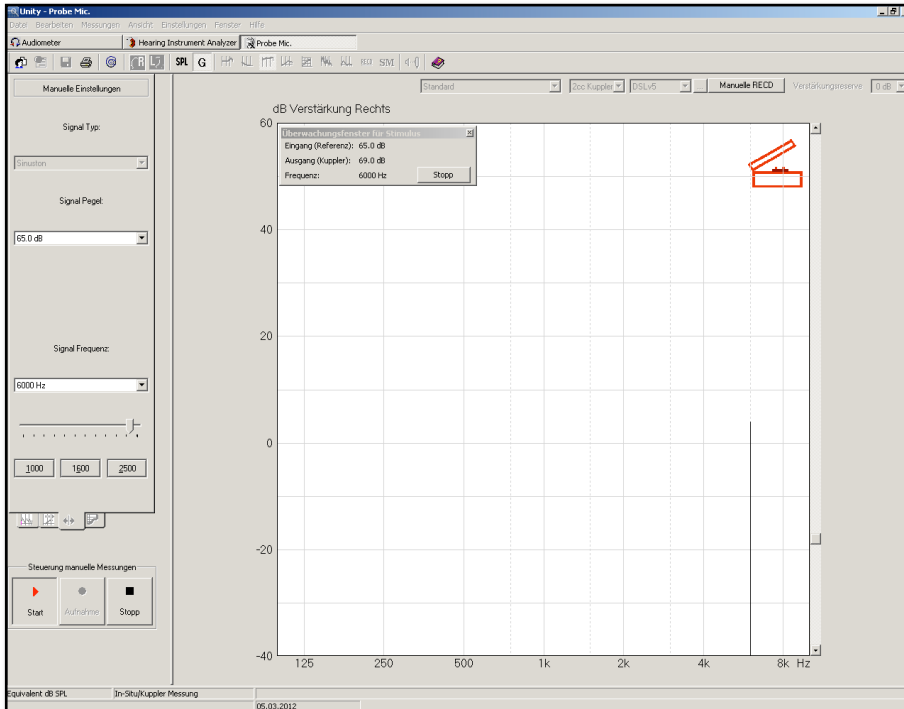 Unity - Probe Mic.
Datei Bearbeiten Messungen Ansicht Einstellungen Fenster Hilfe
Audiometer Hearing Instrument Analyzer Probe Mic.
SPL G RECD SM
Manuelle Einstellungen
Standard 2cc Kuppler DSLv5 Manuelle RECD Verstärkungsreserve 0 dB
Signal Typ:
Sinuston
Signal Pegel:
65.0 dB
Signal Frequenz:
6000 Hz
1000 1600 2500
Steuerung manuelle Messungen
Start Aufnahme Stopp
dB Verstärkung Rechts
Überwachungsfenster für Stimulus
Eingang (Referenz): 65.0 dB
Ausgang (Kuppler): 69.0 dB
Frequenz: 6000 Hz Stopp
60
40
20
0
-20
-40
125 250 500 1k 2k 4k 8k Hz
Equivalent dB SPL In-Situ/Kuppler Messung
05.03.2012